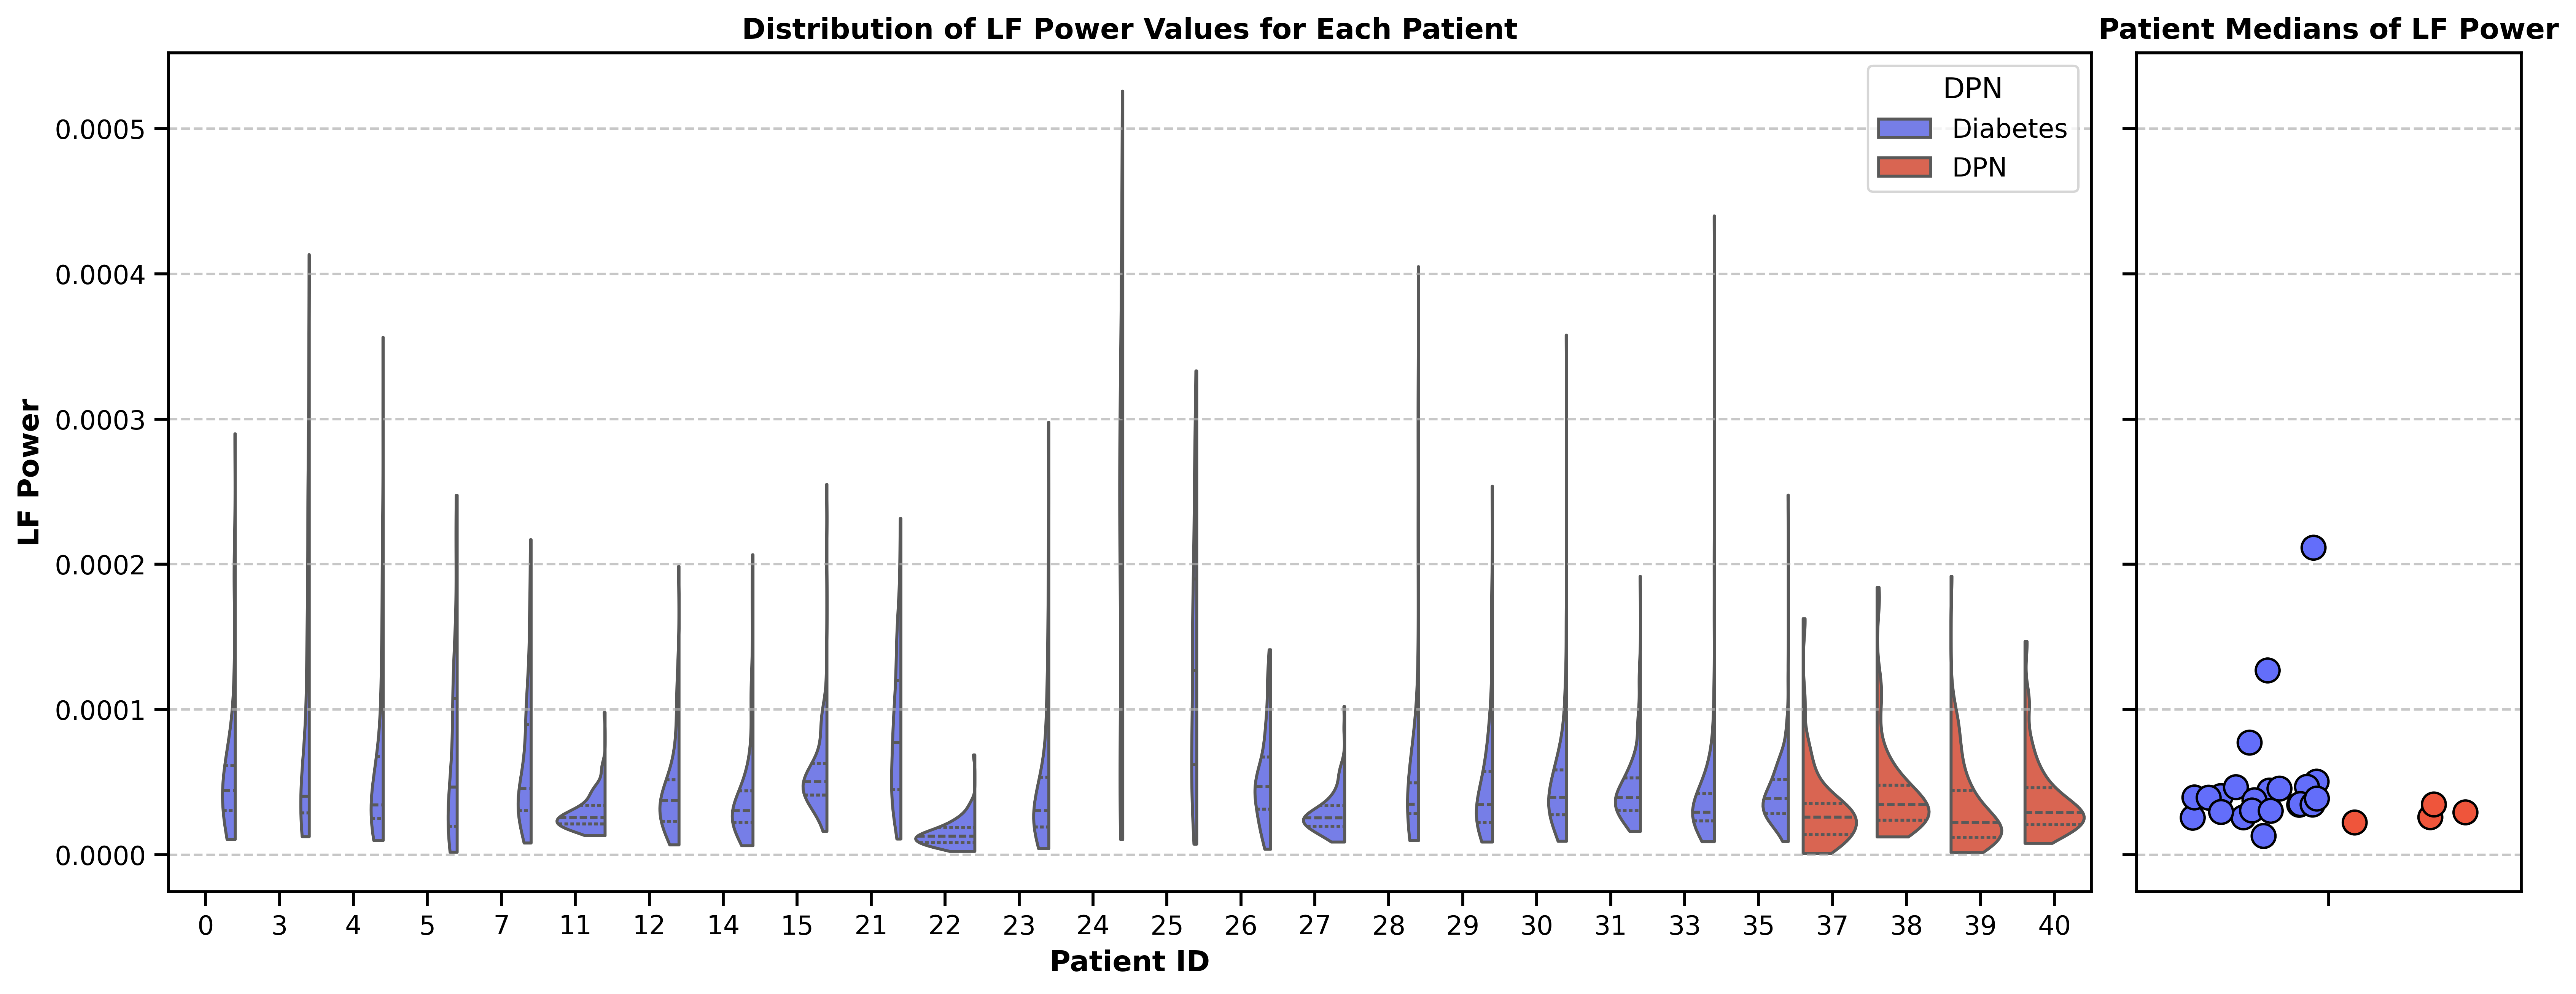 Distribution of LF Power Values for Each Patient
Patient Medians of LF Power
DPN
Diabetes
DPN
LF Power
0.0005
0.0004
0.0003
0.0002
0.0001
0.0000
0 3 4 5 7 11 12 14 15 21 22 23 24 25 26 27 28 29 30 31 33 35 37 38 39 40
Patient ID